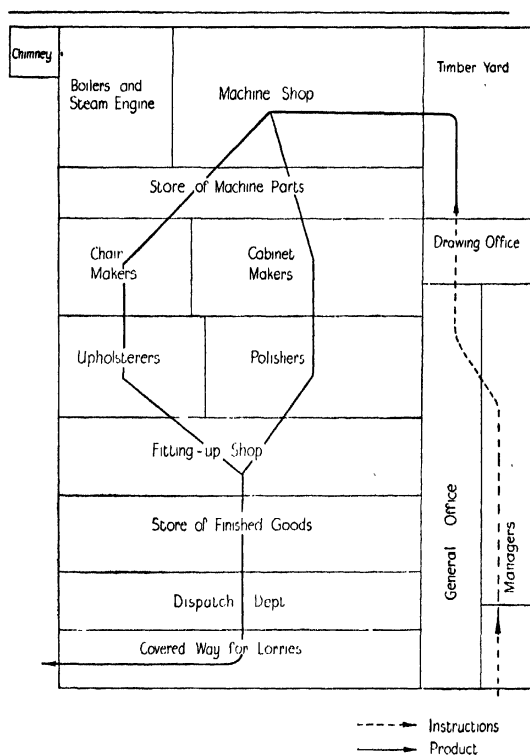 Chimney
Boilers and
Steam Engine
Machine Shop
Timber Yard
Store of Machine Parts
Chair
Makers
Cabinet
Makers
Drawing Office
Upholsterers
Polishers
Fitting-up Shop
Store of Finished Goods
General Office
Managers
Dispatch Dept
Covered Way for Lorries
Instructions
Product